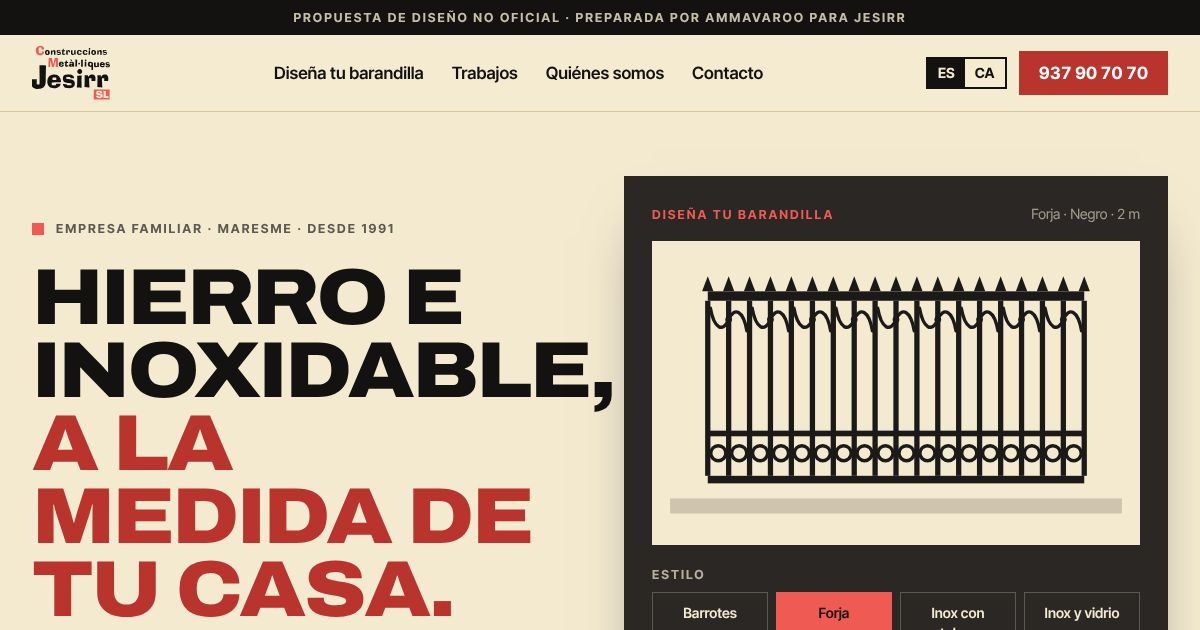 PROPUESTA DE DISEÑO NO OFICIAL · PREPARADA POR AMMAVAROO PARA JESIRR
Construccions
Metàl·liques
Jesirr
SL
Diseña tu barandilla
Trabajos
Quiénes somos
Contacto
ES
CA
937 90 70 70
EMPRESA FAMILIAR · MARESME · DESDE 1991
HIERRO E
INOXIDABLE,
A LA
MEDIDA DE
TU CASA.
DISEÑA TU BARANDILLA
Forja · Negro · 2 m
ESTILO
Barrotes
Forja
Inox con
Inox y vidrio